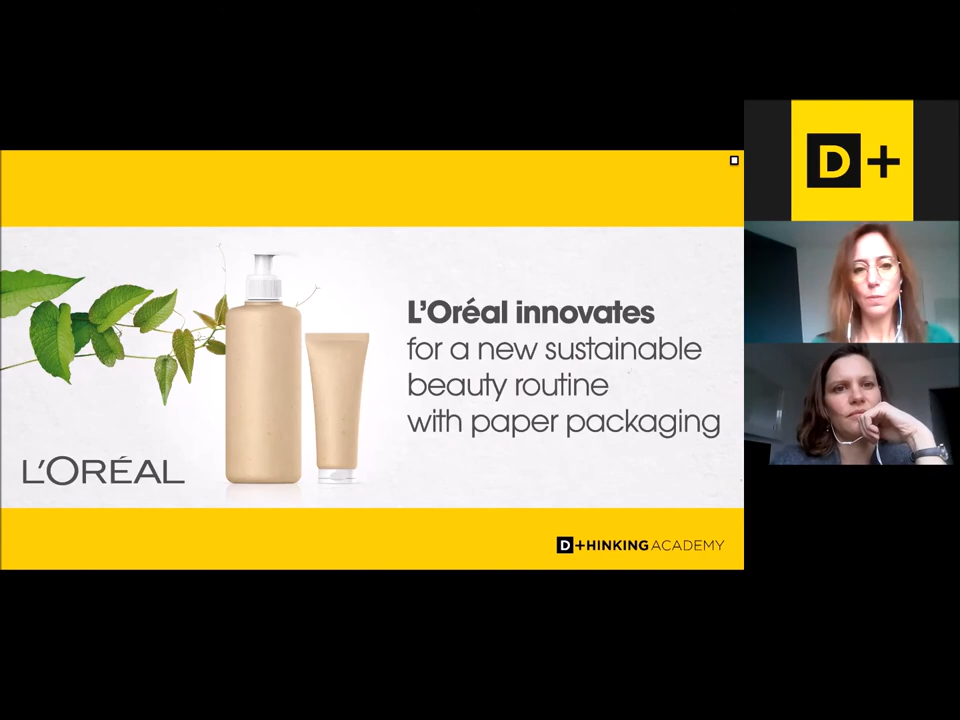 D+
L'Oréal innovates
for a new sustainable
beauty routine
with paper packaging
L'ORÉAL
D+HINKING ACADEMY